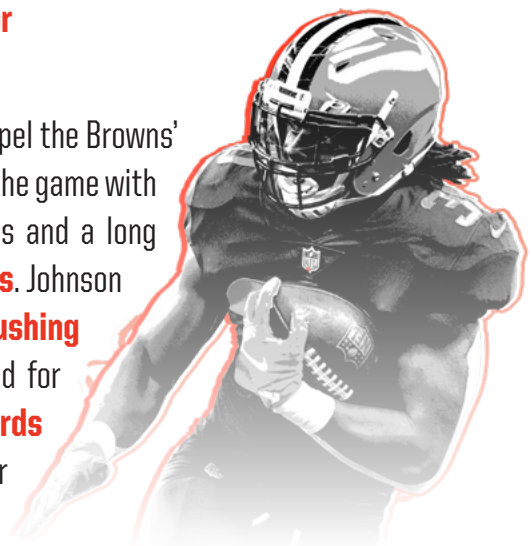 r
pel the Browns’
he game with
s and a long
s. Johnson
ushing
d for
rds
r